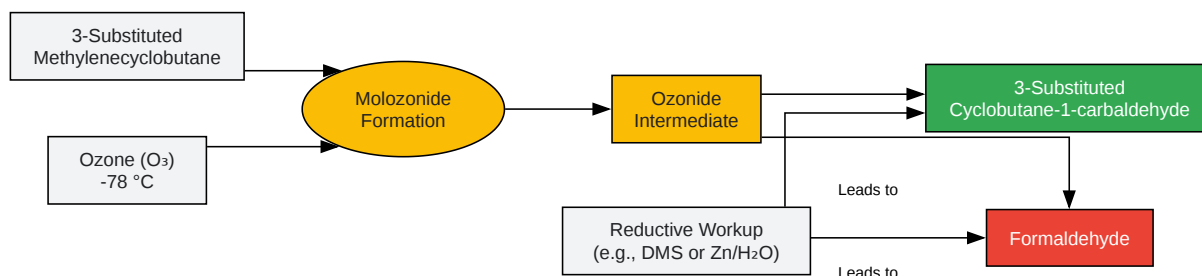 3-Substituted
Methylenecyclobutane
Ozone (O₃)
-78 °C
Molozonide
Formation
Ozonide
Intermediate
3-Substituted
Cyclobutane-1-carbaldehyde
Leads to
Reductive Workup
(e.g., DMS or Zn/H₂O)
Formaldehyde
Leads to